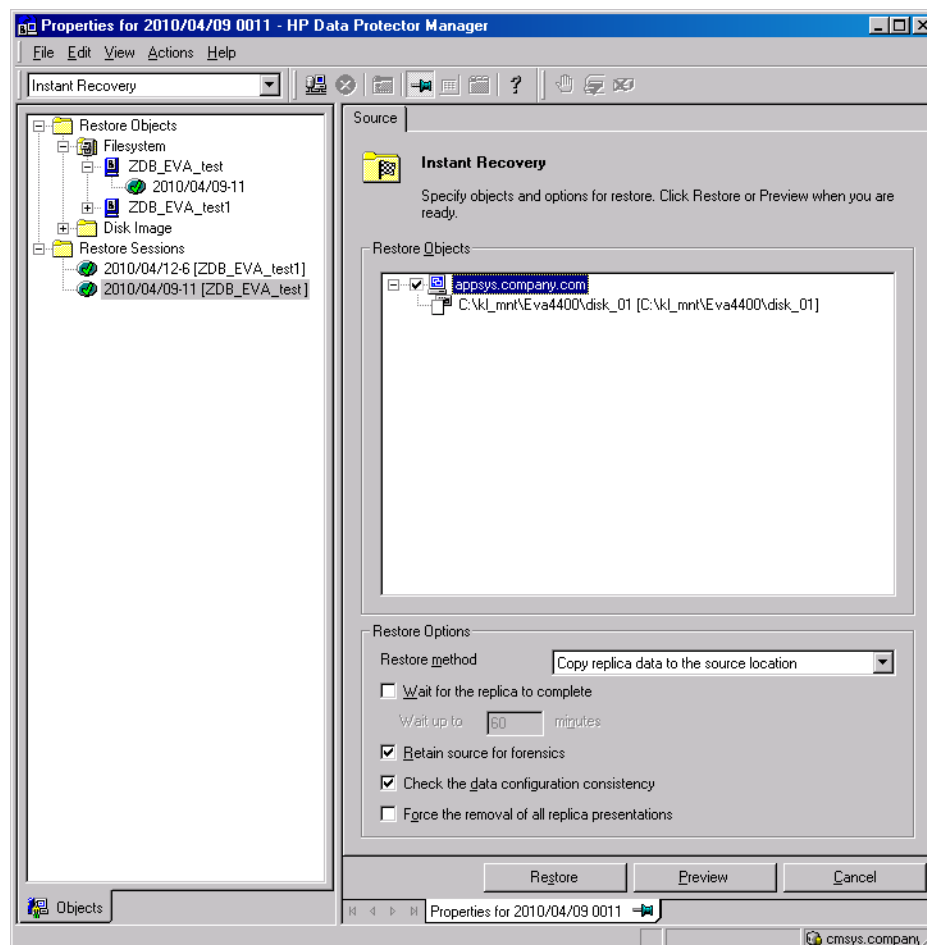 Properties for 2010/04/09 0011 - HP Data Protector Manager
File Edit View Actions Help
Instant Recovery
Restore Objects
Filesystem
ZDB_EVA_test
2010/04/09-11
ZDB_EVA_test1
Disk Image
Restore Sessions
2010/04/12-6 [ZDB_EVA_test1]
2010/04/09-11 [ZDB_EVA_test]
Objects
Source
Instant Recovery
Specify objects and options for restore. Click Restore or Preview when you are
ready.
Restore Objects
appsys.company.com
C:\kl_mnt\Eva4400\disk_01 [C:\kl_mnt\Eva4400\disk_01]
Restore Options
Restore method Copy replica data to the source location
Wait for the replica to complete
Wait up to 60 minutes
Retain source for forensics
Check the data configuration consistency
Force the removal of all replica presentations
Restore Preview Cancel
Properties for 2010/04/09 0011
cmsys.company.